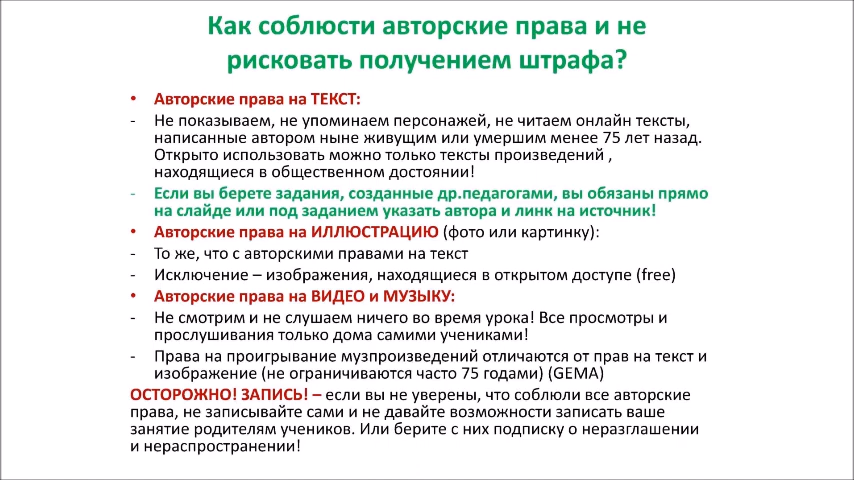 Как соблюсти авторские права и не
рисковать получением штрафа?
• Авторские права на ТЕКСТ:
- Не показываем, не упоминаем персонажей, не читаем онлайн тексты,
написанные автором ныне живущим или умершим менее 75 лет назад.
Открыто использовать можно только тексты произведений ,
находящиеся в общественном достоянии!
- Если вы берете задания, созданные др.педагогами, вы обязаны прямо
на слайде или под заданием указать автора и линк на источник!
• Авторские права на ИЛЛЮСТРАЦИЮ (фото или картинку):
- То же, что с авторскими правами на текст
- Исключение – изображения, находящиеся в открытом доступе (free)
• Авторские права на ВИДЕО и МУЗЫКУ:
- Не смотрим и не слушаем ничего во время урока! Все просмотры и
прослушивания только дома самими учениками!
- Права на проигрывание музпроизведений отличаются от прав на текст и
изображение (не ограничиваются часто 75 годами) (GEMA)
ОСТОРОЖНО! ЗАПИСЬ! – если вы не уверены, что соблюли все авторские
права, не записывайте сами и не давайте возможности записать ваше
занятие родителям учеников. Или берите с них подписку о неразглашении
и нераспространении!